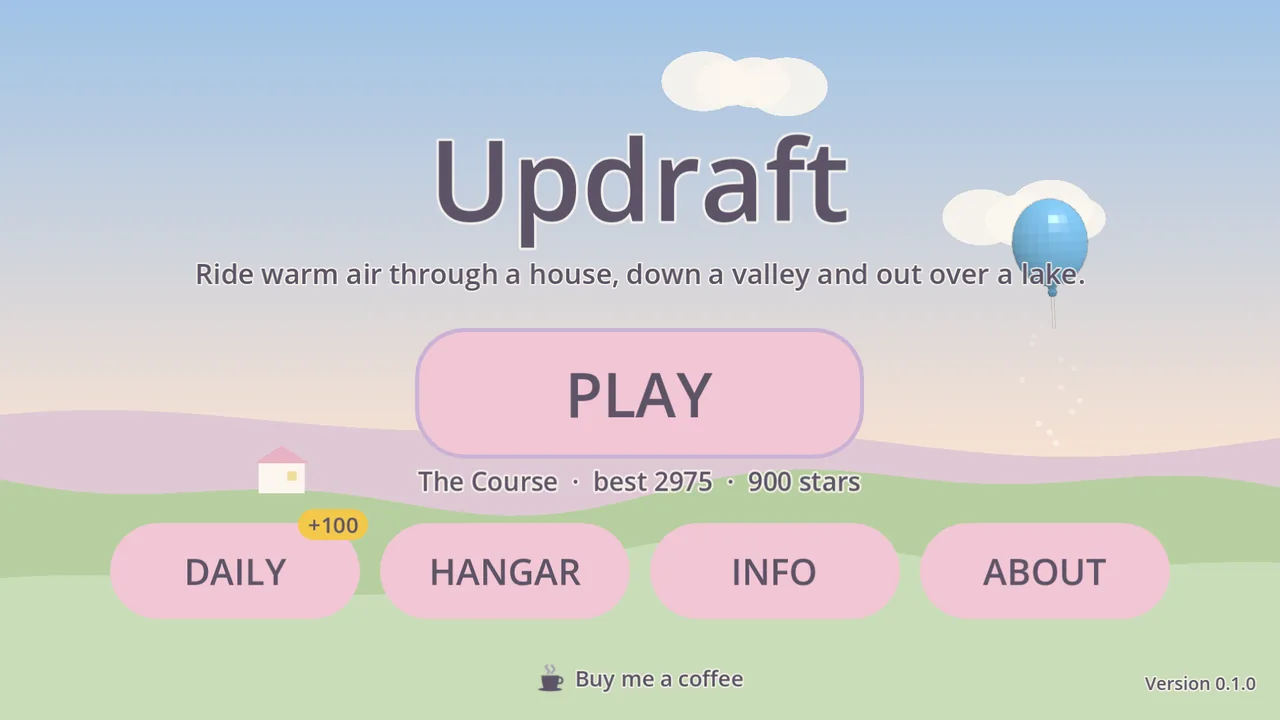 Updraft
Ride warm air through a house, down a valley and out over a lake.
PLAY
The Course · best 2975 · 900 stars
+100
DAILY
HANGAR
INFO
ABOUT
Buy me a coffee
Version 0.1.0